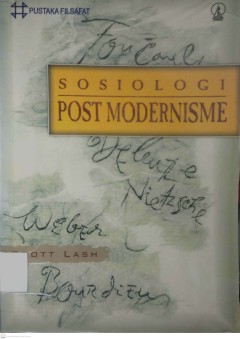 PUSTAKA FILSAFAT
Foucault
SOSIOLOGI
POST MODERNISME
Deleuze
Nietzsche
Weber
OTT LASH
Bourdieu